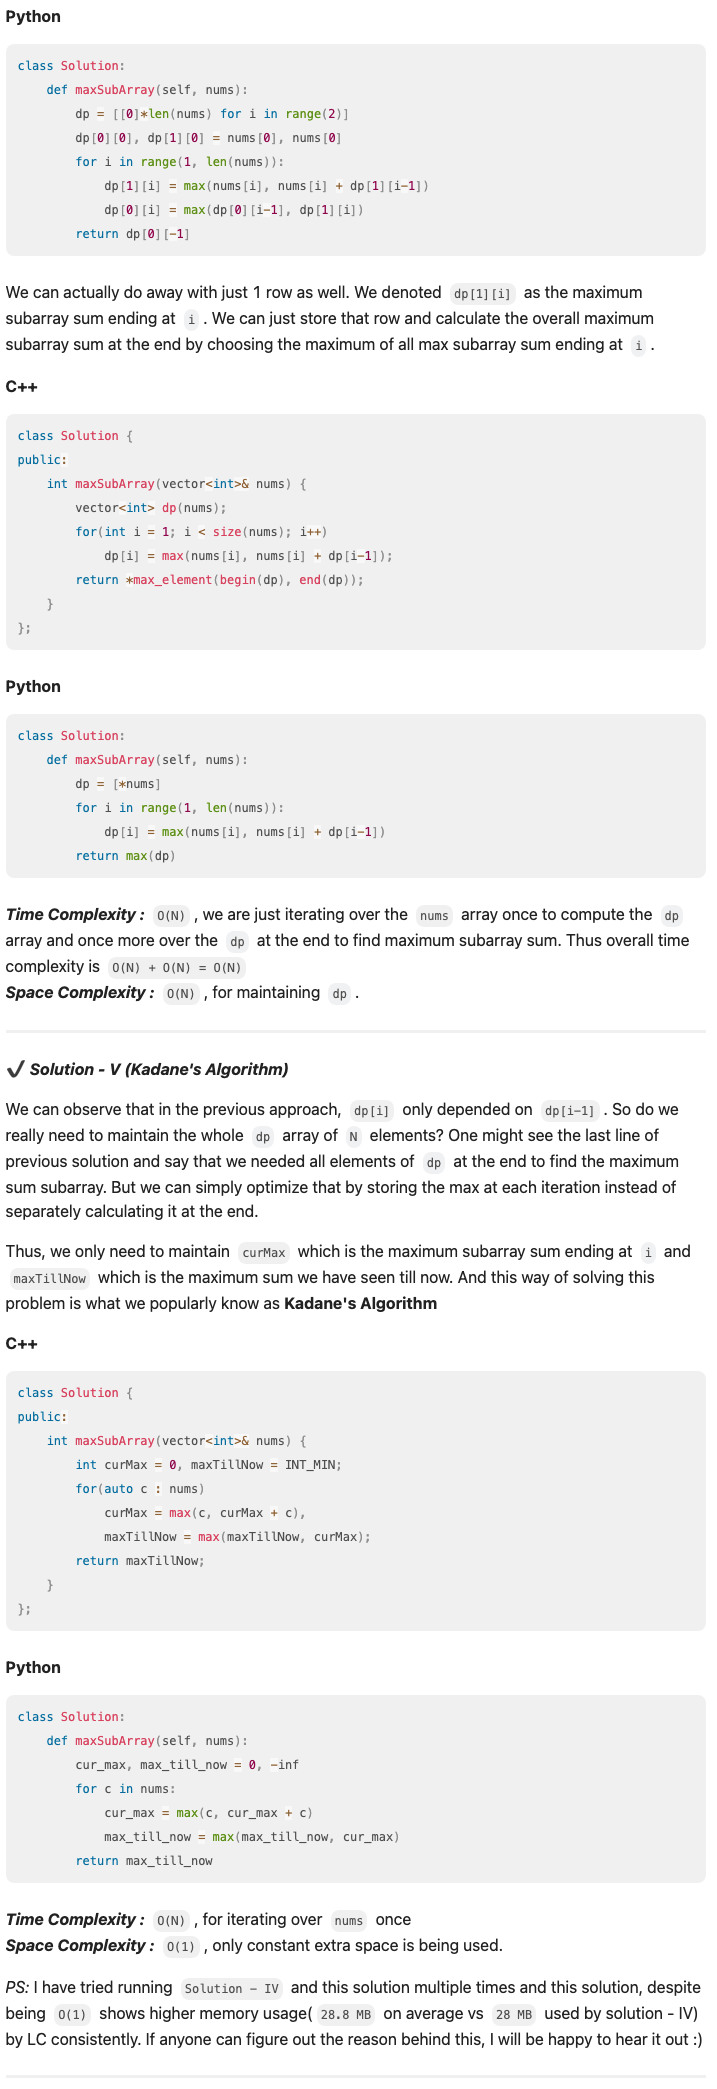 Python
class Solution:
    def maxSubArray(self, nums):
        dp = [[0]*len(nums) for i in range(2)]
        dp[0][0], dp[1][0] = nums[0], nums[0]
        for i in range(1, len(nums)):
            dp[1][i] = max(nums[i], nums[i] + dp[1][i-1])
            dp[0][i] = max(dp[0][i-1], dp[1][i])
        return dp[0][-1]
We can actually do away with just 1 row as well. We denoted dp[1][i] as the maximum
subarray sum ending at i . We can just store that row and calculate the overall maximum
subarray sum at the end by choosing the maximum of all max subarray sum ending at i .
C++
class Solution {
public:
    int maxSubArray(vector<int>& nums) {
        vector<int> dp(nums);
        for(int i = 1; i < size(nums); i++)
            dp[i] = max(nums[i], nums[i] + dp[i-1]);
        return *max_element(begin(dp), end(dp));
    }
};
Python
class Solution:
    def maxSubArray(self, nums):
        dp = [*nums]
        for i in range(1, len(nums)):
            dp[i] = max(nums[i], nums[i] + dp[i-1])
        return max(dp)
Time Complexity : O(N) , we are just iterating over the nums array once to compute the dp
array and once more over the dp at the end to find maximum subarray sum. Thus overall time
complexity is O(N) + O(N) = O(N)
Space Complexity : O(N) , for maintaining dp .
✔ Solution - V (Kadane's Algorithm)
We can observe that in the previous approach, dp[i] only depended on dp[i-1] . So do we
really need to maintain the whole dp array of N elements? One might see the last line of
previous solution and say that we needed all elements of dp at the end to find the maximum
sum subarray. But we can simply optimize that by storing the max at each iteration instead of
separately calculating it at the end.
Thus, we only need to maintain curMax which is the maximum subarray sum ending at i and
maxTillNow which is the maximum sum we have seen till now. And this way of solving this
problem is what we popularly know as Kadane's Algorithm
C++
class Solution {
public:
    int maxSubArray(vector<int>& nums) {
        int curMax = 0, maxTillNow = INT_MIN;
        for(auto c : nums)
            curMax = max(c, curMax + c),
            maxTillNow = max(maxTillNow, curMax);
        return maxTillNow;
    }
};
Python
class Solution:
    def maxSubArray(self, nums):
        cur_max, max_till_now = 0, -inf
        for c in nums:
            cur_max = max(c, cur_max + c)
            max_till_now = max(max_till_now, cur_max)
        return max_till_now
Time Complexity : O(N) , for iterating over nums once
Space Complexity : O(1) , only constant extra space is being used.
PS: I have tried running Solution - IV and this solution multiple times and this solution, despite
being O(1) shows higher memory usage( 28.8 MB on average vs 28 MB used by solution - IV)
by LC consistently. If anyone can figure out the reason behind this, I will be happy to hear it out :)